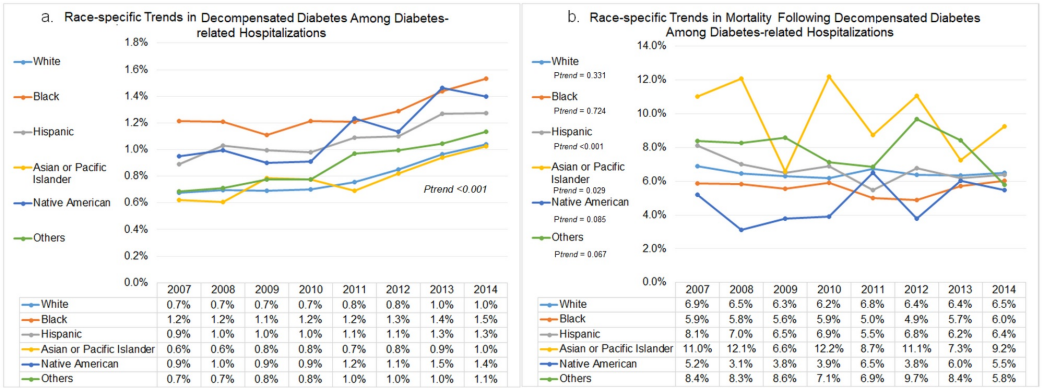 a. Race-specific Trends in Decompensated Diabetes Among Diabetes-
related Hospitalizations
1.8%
1.6%
1.4%
1.2%
1.0%
0.8%
0.6%
0.4%
0.2%
0.0%
White
Black
Hispanic
Asian or Pacific
Islander
Native American
Others
Ptrend <0.001
2007 2008 2009 2010 2011 2012 2013 2014
White 0.7% 0.7% 0.7% 0.7% 0.8% 0.8% 1.0% 1.0%
Black 1.2% 1.2% 1.1% 1.2% 1.2% 1.3% 1.4% 1.5%
Hispanic 0.9% 1.0% 1.0% 1.0% 1.1% 1.1% 1.3% 1.3%
Asian or Pacific Islander 0.6% 0.6% 0.8% 0.8% 0.7% 0.8% 0.9% 1.0%
Native American 0.9% 1.0% 0.9% 0.9% 1.2% 1.1% 1.5% 1.4%
Others 0.7% 0.7% 0.8% 0.8% 1.0% 1.0% 1.0% 1.1%
b. Race-specific Trends in Mortality Following Decompensated Diabetes
Among Diabetes-related Hospitalizations
14.0%
12.0%
10.0%
8.0%
6.0%
4.0%
2.0%
0.0%
White
Ptrend = 0.331
Black
Ptrend = 0.724
Hispanic
Ptrend <0.001
Asian or Pacific
Islander
Ptrend = 0.029
Native American
Ptrend = 0.085
Others
Ptrend = 0.067
2007 2008 2009 2010 2011 2012 2013 2014
White 6.9% 6.5% 6.3% 6.2% 6.8% 6.4% 6.4% 6.5%
Black 5.9% 5.8% 5.6% 5.9% 5.0% 4.9% 5.7% 6.0%
Hispanic 8.1% 7.0% 6.5% 6.9% 5.5% 6.8% 6.2% 6.4%
Asian or Pacific Islander 11.0% 12.1% 6.6% 12.2% 8.7% 11.1% 7.3% 9.2%
Native American 5.2% 3.1% 3.8% 3.9% 6.5% 3.8% 6.0% 5.5%
Others 8.4% 8.3% 8.6% 7.1% 6.9% 9.7% 8.4% 5.8%